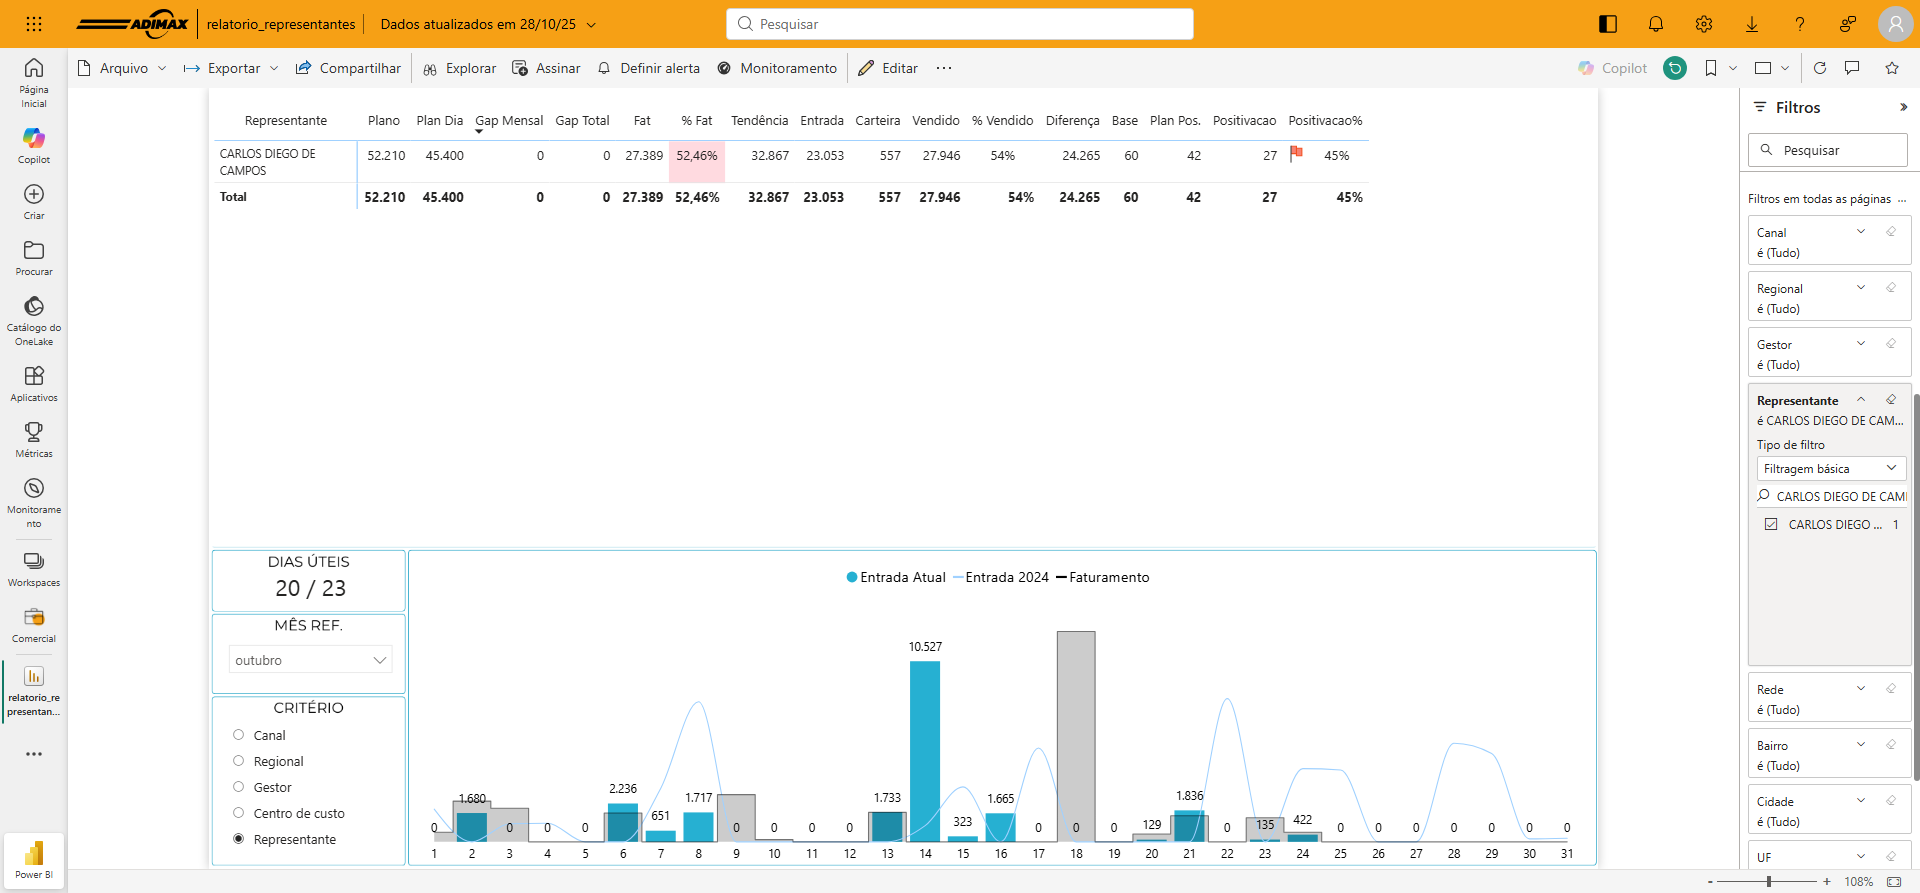 ADIMAX
relatorio_representantes
Dados atualizados em 28/10/25
Pesquisar
Arquivo
Exportar
Compartilhar
Explorar
Assinar
Definir alerta
Monitoramento
Editar
Copilot
Página Inicial
Copilot
Criar
Procurar
Catálogo do OneLake
Aplicativos
Métricas
Monitorame
nto
Workspaces
Comercial
relatorio_re
presentan...
Power BI
Representante Plano Plan Dia Gap Mensal Gap Total Fat % Fat Tendência Entrada Carteira Vendido % Vendido Diferença Base Plan Pos. Positivacao Positivacao%
CARLOS DIEGO DE CAMPOS 52.210 45.400 0 0 27.389 52,46% 32.867 23.053 557 27.946 54% 24.265 60 42 27 45%
Total 52.210 45.400 0 0 27.389 52,46% 32.867 23.053 557 27.946 54% 24.265 60 42 27 45%
DIAS ÚTEIS
20 / 23
MÊS REF.
outubro
CRITÉRIO
Canal
Regional
Gestor
Centro de custo
Representante
Entrada Atual Entrada 2024 Faturamento
0 1.680 0 0 0 2.236 651 1.717 0 0 0 0 1.733 10.527 323 1.665 0 0 0 129 1.836 0 135 422 0 0 0 0 0 0 0
1 2 3 4 5 6 7 8 9 10 11 12 13 14 15 16 17 18 19 20 21 22 23 24 25 26 27 28 29 30 31
Filtros
Pesquisar
Filtros em todas as páginas ...
Canal
é (Tudo)
Regional
é (Tudo)
Gestor
é (Tudo)
Representante
é CARLOS DIEGO DE CAM...
Tipo de filtro
Filtragem básica
CARLOS DIEGO DE CAM
CARLOS DIEGO ... 1
Rede
é (Tudo)
Bairro
é (Tudo)
Cidade
é (Tudo)
UF
- + 108%